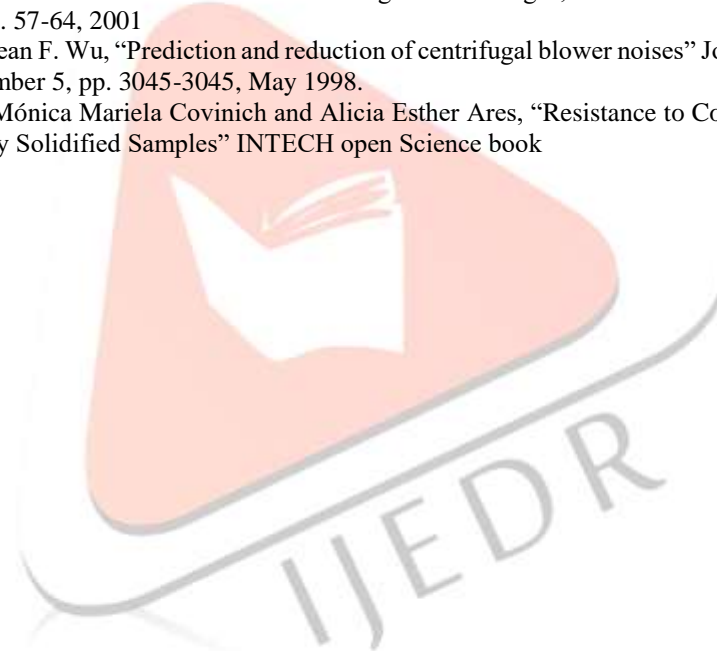 . 57-64, 2001
ean F. Wu, “Prediction and reduction of centrifugal blower noises” Jo
mber 5, pp. 3045-3045, May 1998.
Mónica Mariela Covinich and Alicia Esther Ares, “Resistance to Co
y Solidified Samples” INTECH open Science book
IJEDR